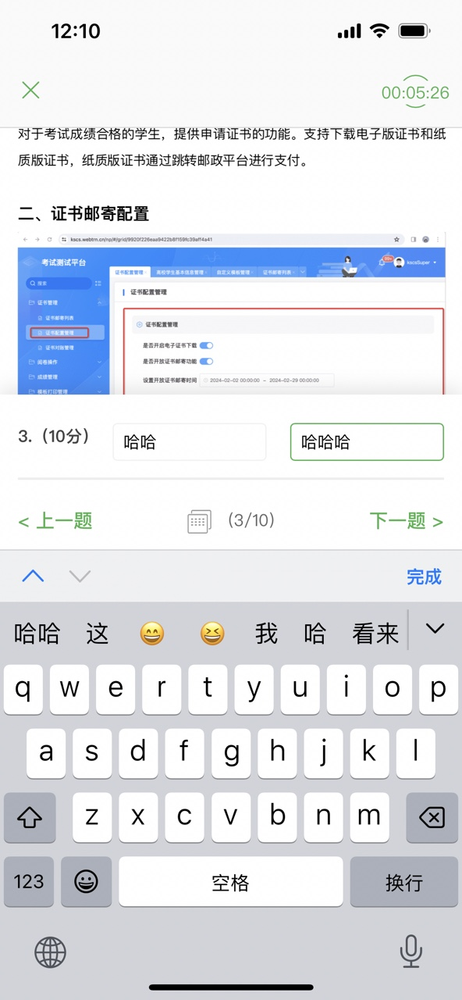 12:10
00:05:26
对于考试成绩合格的学生，提供申请证书的功能。支持下载电子版证书和纸
质版证书，纸质版证书通过跳转邮政平台进行支付。
二、证书邮寄配置
kscs.webtrn.cn/np/#/grid/9920f226eaa9422b8f159fc39aff4a41
考试测试平台
99+
kscsSuper
搜索
证书配置管理
高校学生基本信息管理
自定义模板管理
证书邮寄列表
证书管理
证书邮寄列表
证书配置管理
证书对账管理
阅卷操作
成绩管理
模板打印管理
证书配置管理
证书配置管理
是否开启电子证书下载
是否开放证书邮寄功能
设置开放证书邮寄时间 2024-02-02 00:00:00 ~ 2024-02-29 00:00:00
3.（10分） 哈哈 哈哈哈
< 上一题 (3/10) 下一题 >
完成
哈哈 这 😄 😆 我 哈 看来
q w e r t y u i o p
a s d f g h j k l
z x c v b n m
123 空格 换行